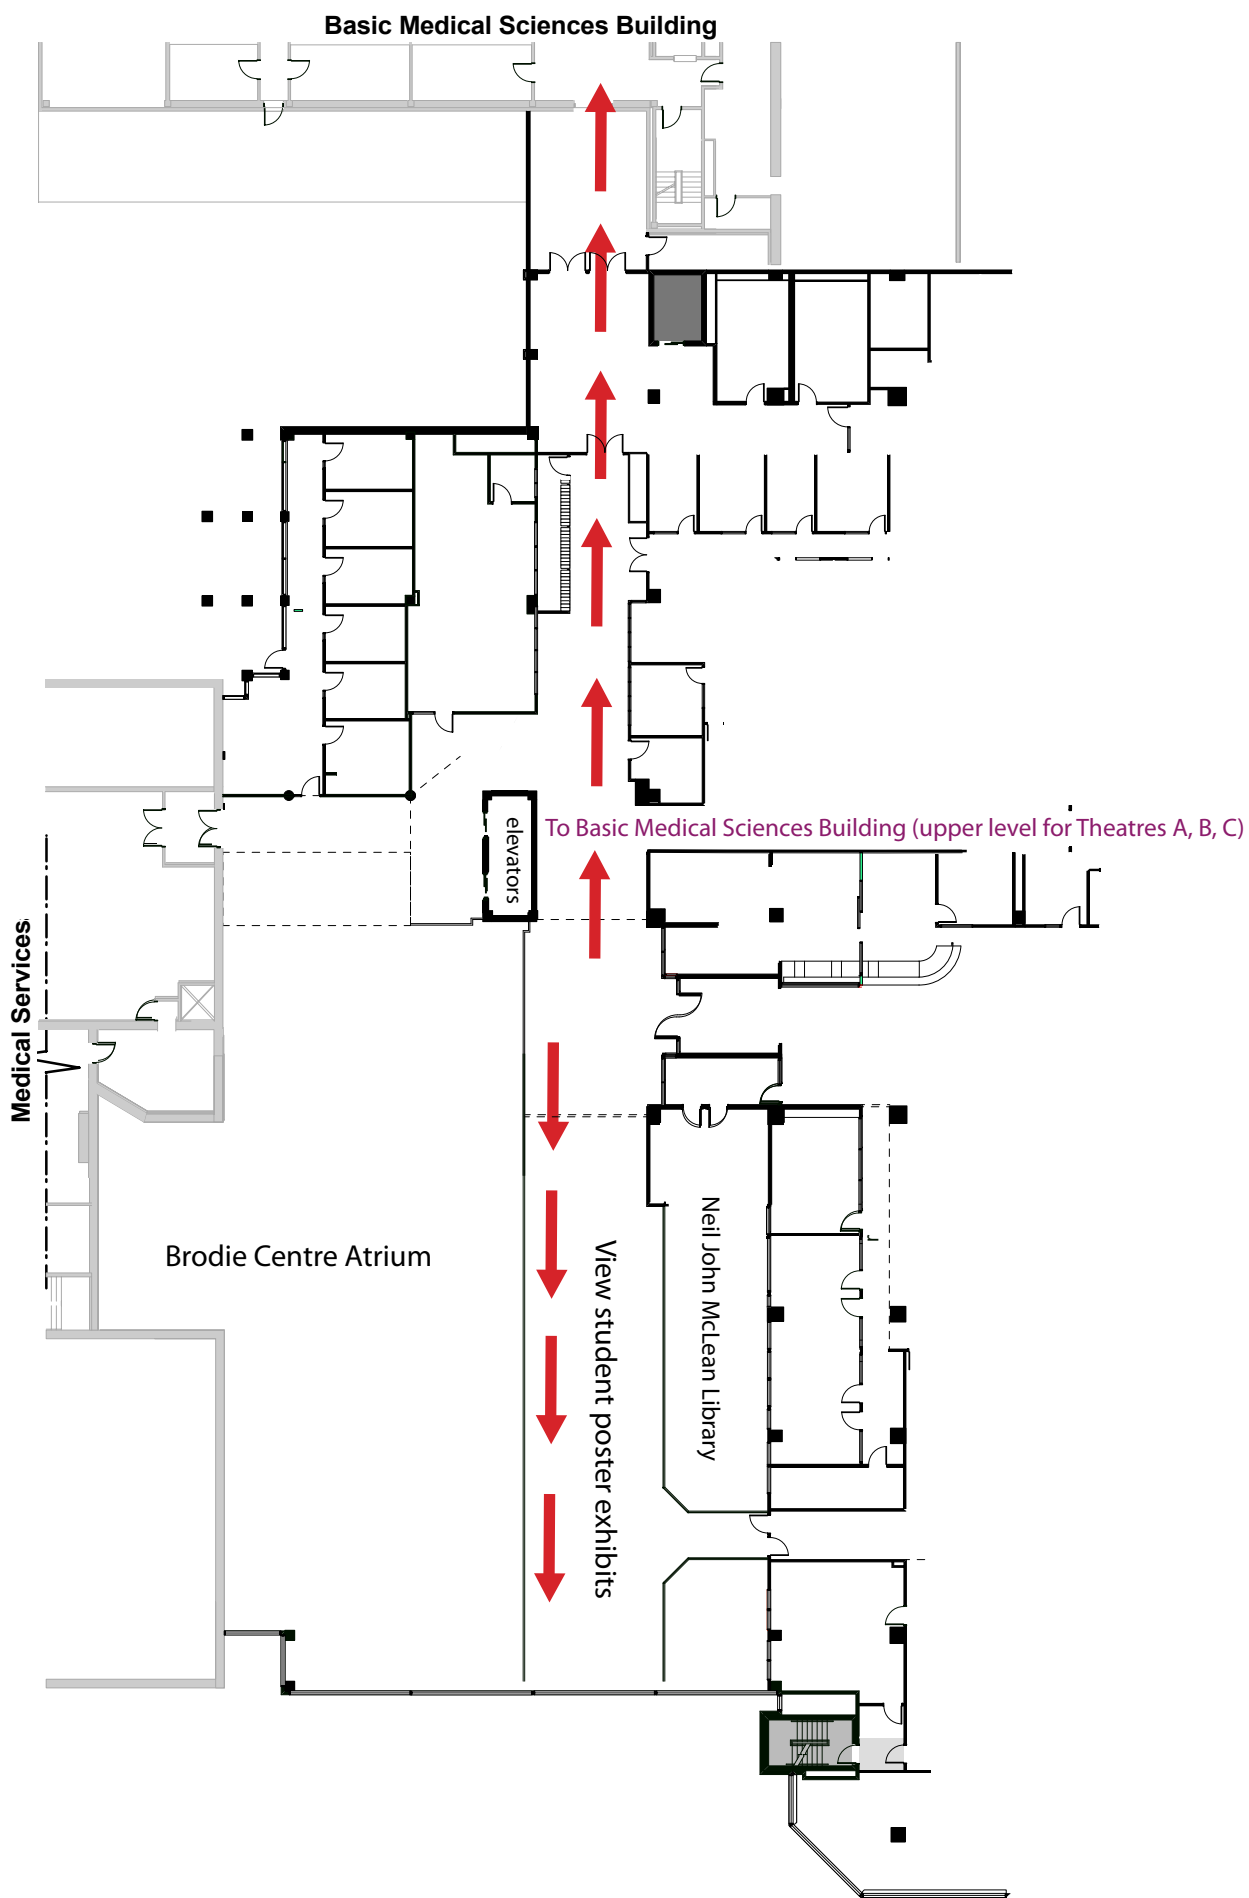 Basic Medical Sciences Building
elevators
To Basic Medical Sciences Building (upper level for Theatres A, B, C)
Medical Services
Brodie Centre Atrium
View student poster exhibits
Neil John McLean Library
r